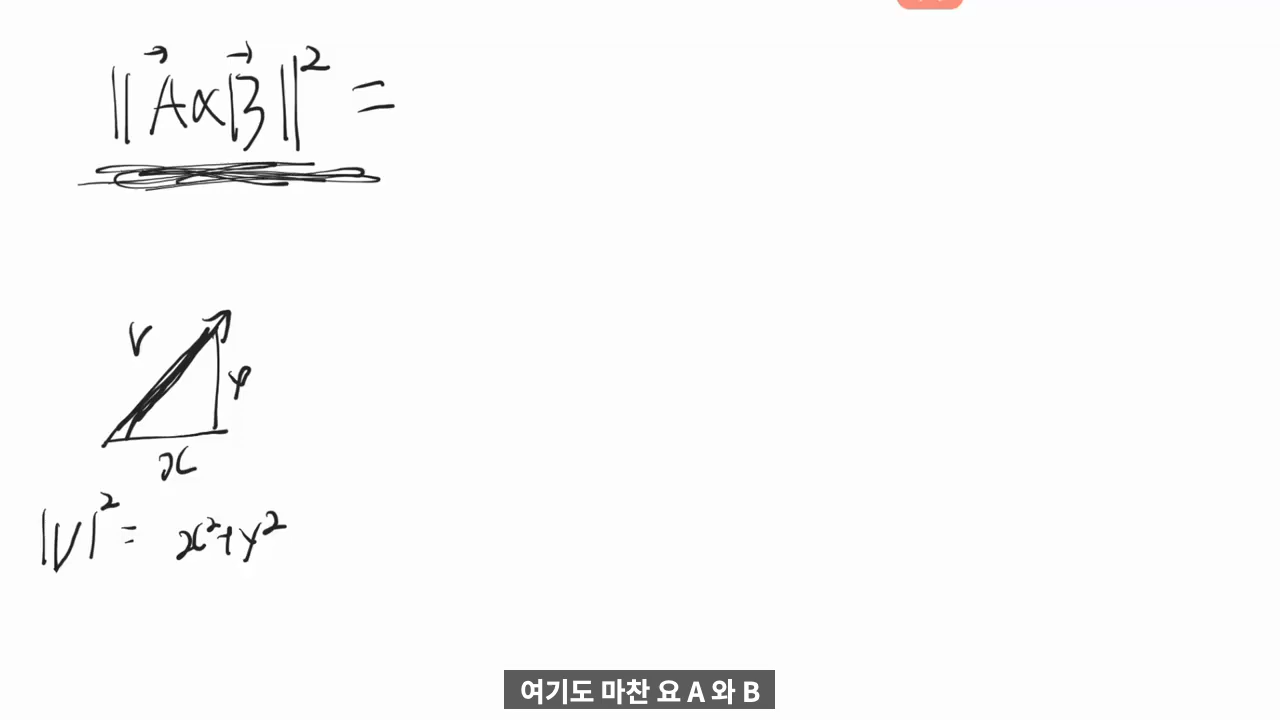 ‖A⃗×B⃗‖² =
V
y
x
|V|² = x²+y²
여기도 마찬 요 A 와 B